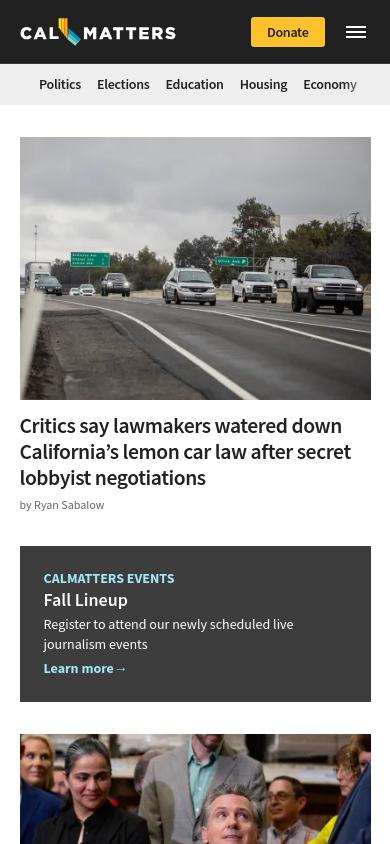 CALMATTERS
Donate
Politics Elections Education Housing Economy
Critics say lawmakers watered down
California’s lemon car law after secret
lobbyist negotiations
by Ryan Sabalow
CALMATTERS EVENTS
Fall Lineup
Register to attend our newly scheduled live
journalism events
Learn more→